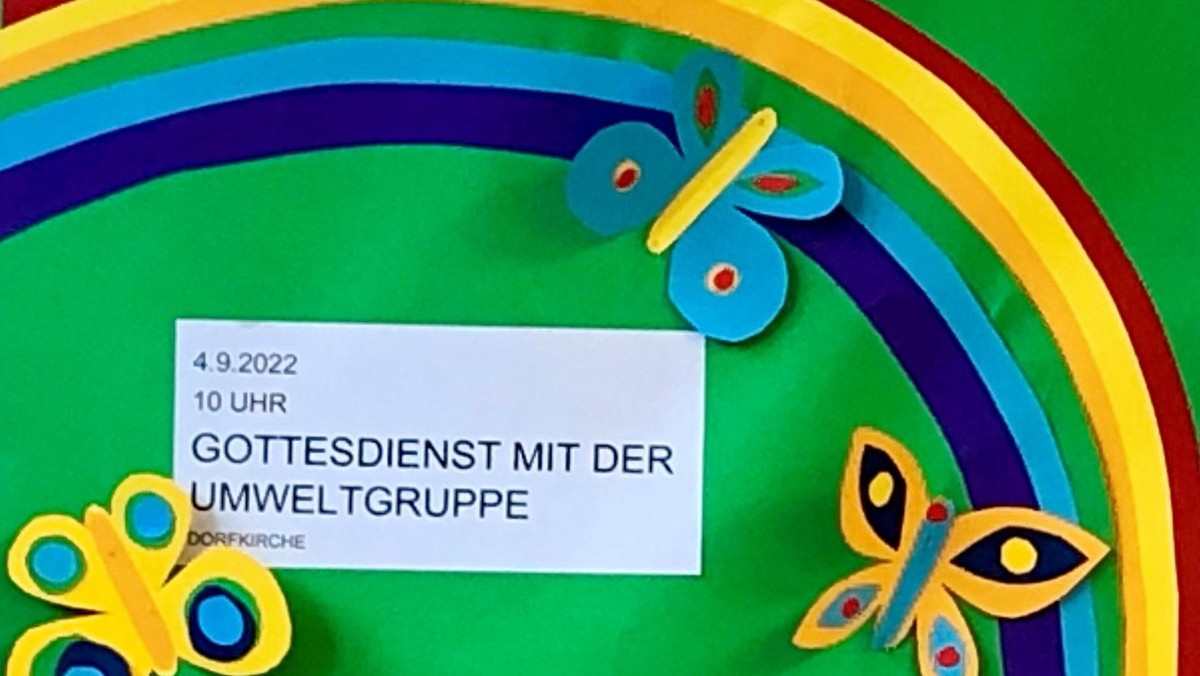 4.9.2022
10 UHR
GOTTESDIENST MIT DER
UMWELTGRUPPE
DORFKIRCHE